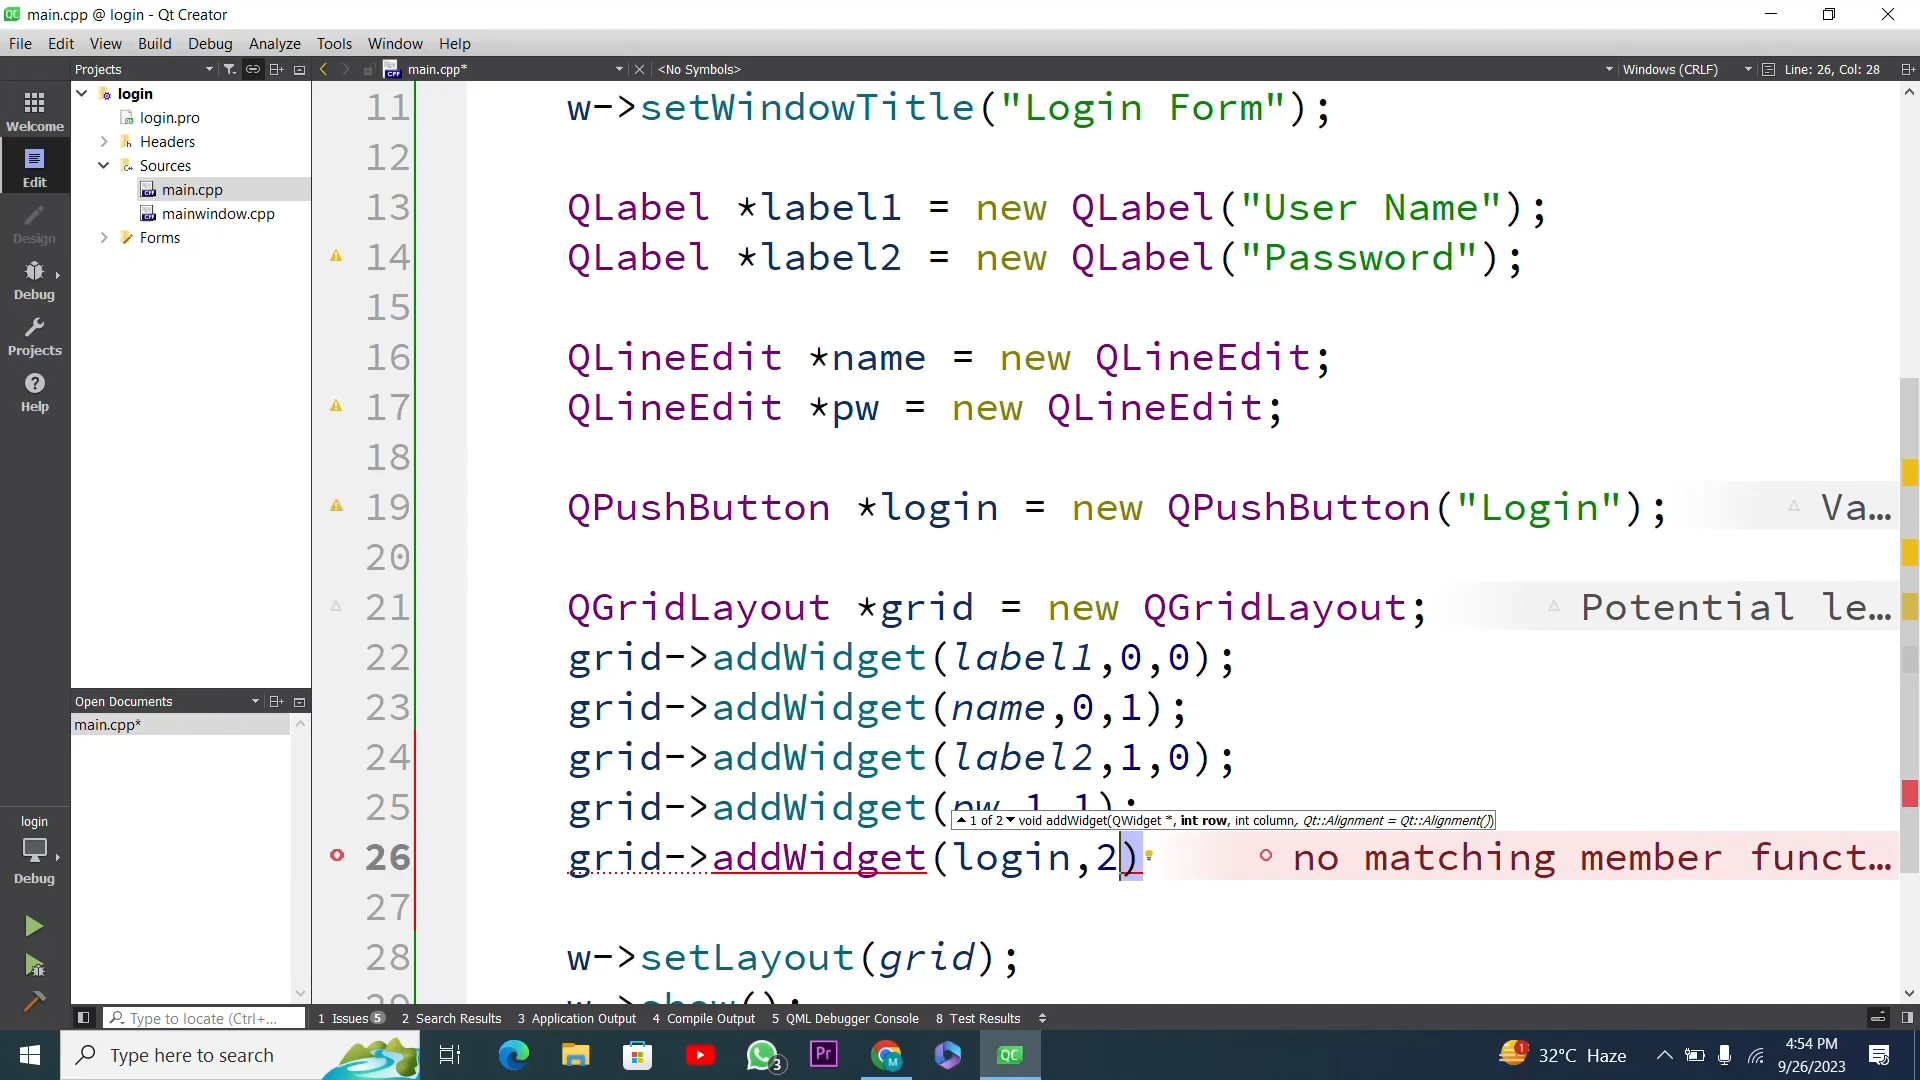 main.cpp @ login - Qt Creator
File Edit View Build Debug Analyze Tools Window Help
Projects main.cpp* <No Symbols> Windows (CRLF) Line: 26, Col: 28
Welcome
Edit
Design
Debug
Projects
Help
login
login.pro
Headers
Sources
main.cpp
mainwindow.cpp
Forms
Open Documents
main.cpp*
login
Debug
11 w->setWindowTitle("Login Form");
12
13 QLabel *label1 = new QLabel("User Name");
14 QLabel *label2 = new QLabel("Password");
15
16 QLineEdit *name = new QLineEdit;
17 QLineEdit *pw = new QLineEdit;
18
19 QPushButton *login = new QPushButton("Login"); Va...
20
21 QGridLayout *grid = new QGridLayout; Potential le...
22 grid->addWidget(label1,0,0);
23 grid->addWidget(name,0,1);
24 grid->addWidget(label2,1,0);
25 grid->addWidget(pw,1,1);
1 of 2 void addWidget(QWidget *, int row, int column, Qt::Alignment = Qt::Alignment())
26 grid->addWidget(login,2) no matching member funct...
27
28 w->setLayout(grid);
29 w->show();
Type to locate (Ctrl+... 1 Issues 5 2 Search Results 3 Application Output 4 Compile Output 5 QML Debugger Console 8 Test Results
Type here to search 3 Pr M QC 1 32°C Haze 4:54 PM
9/26/2023